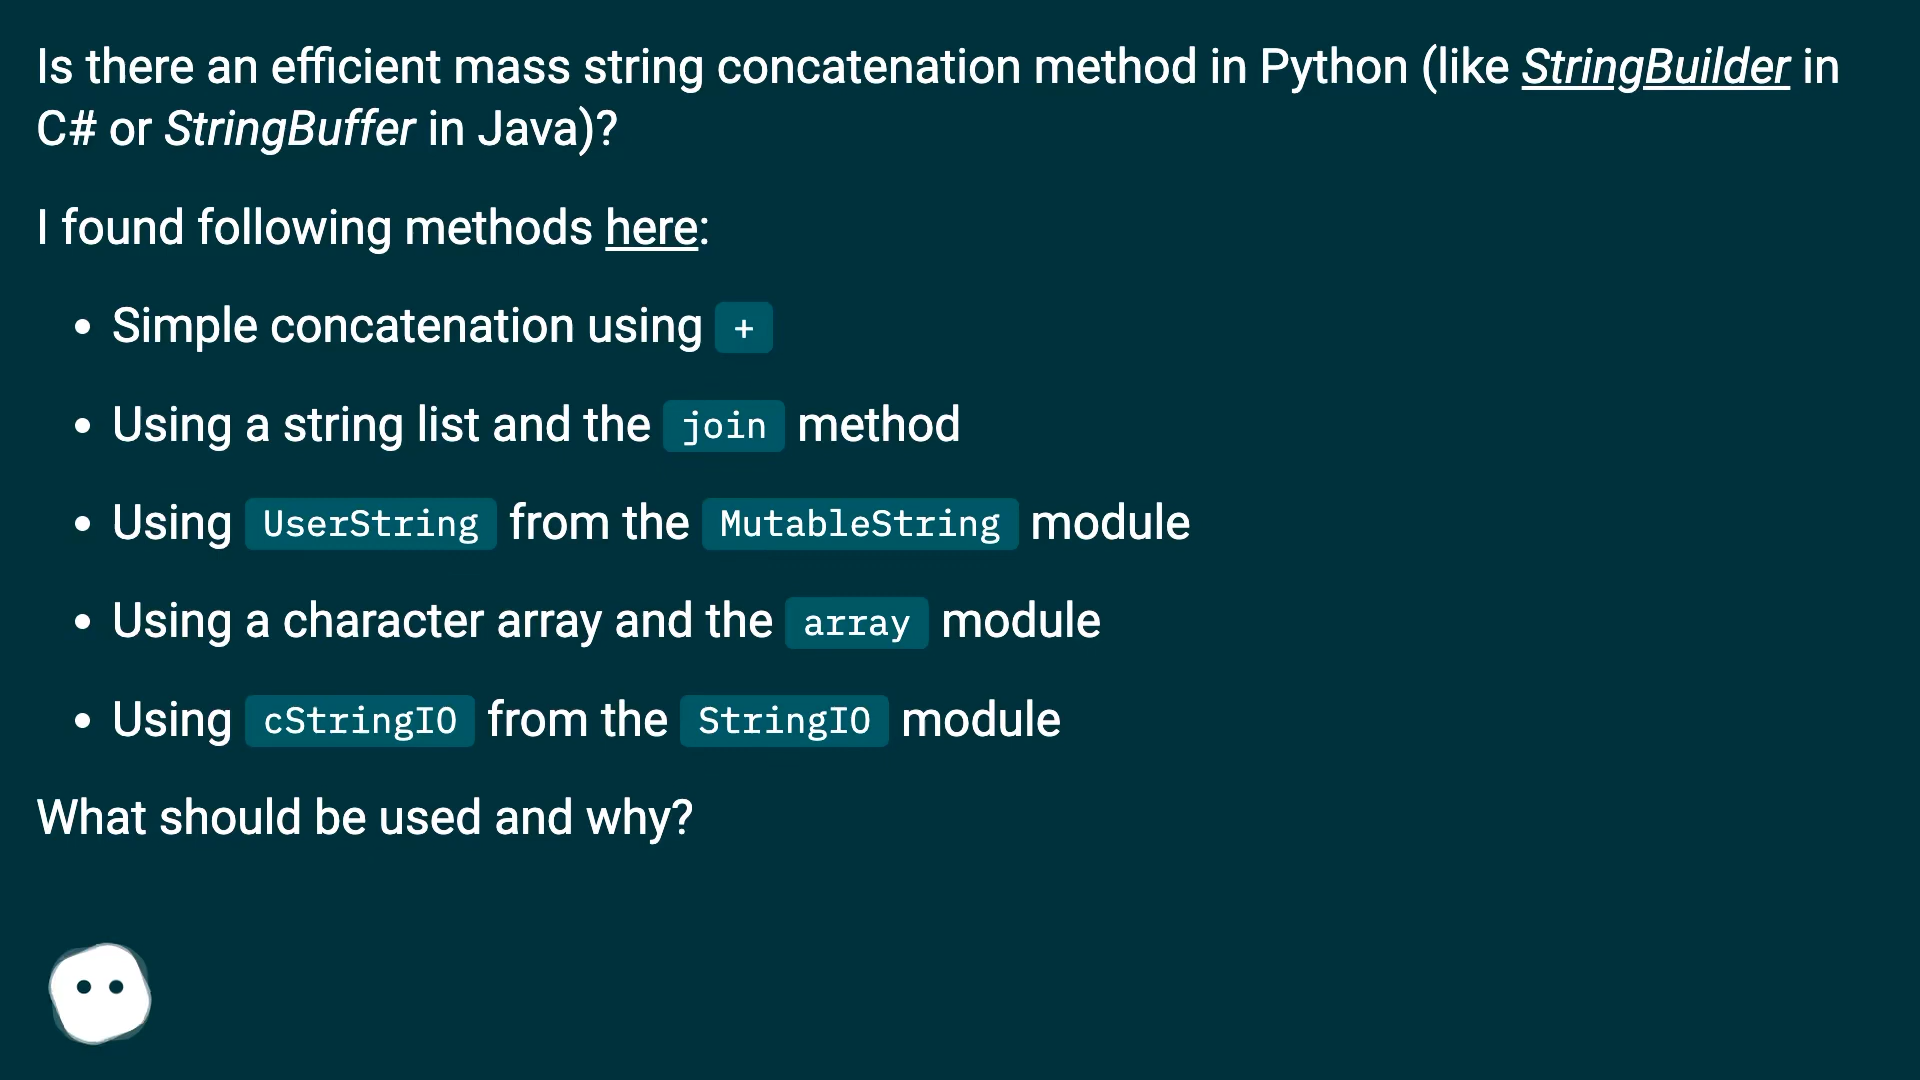 Is there an efficient mass string concatenation method in Python (like StringBuilder in
C# or StringBuffer in Java)?
I found following methods here:
• Simple concatenation using +
• Using a string list and the join method
• Using UserString from the MutableString module
• Using a character array and the array module
• Using cStringIO from the StringIO module
What should be used and why?